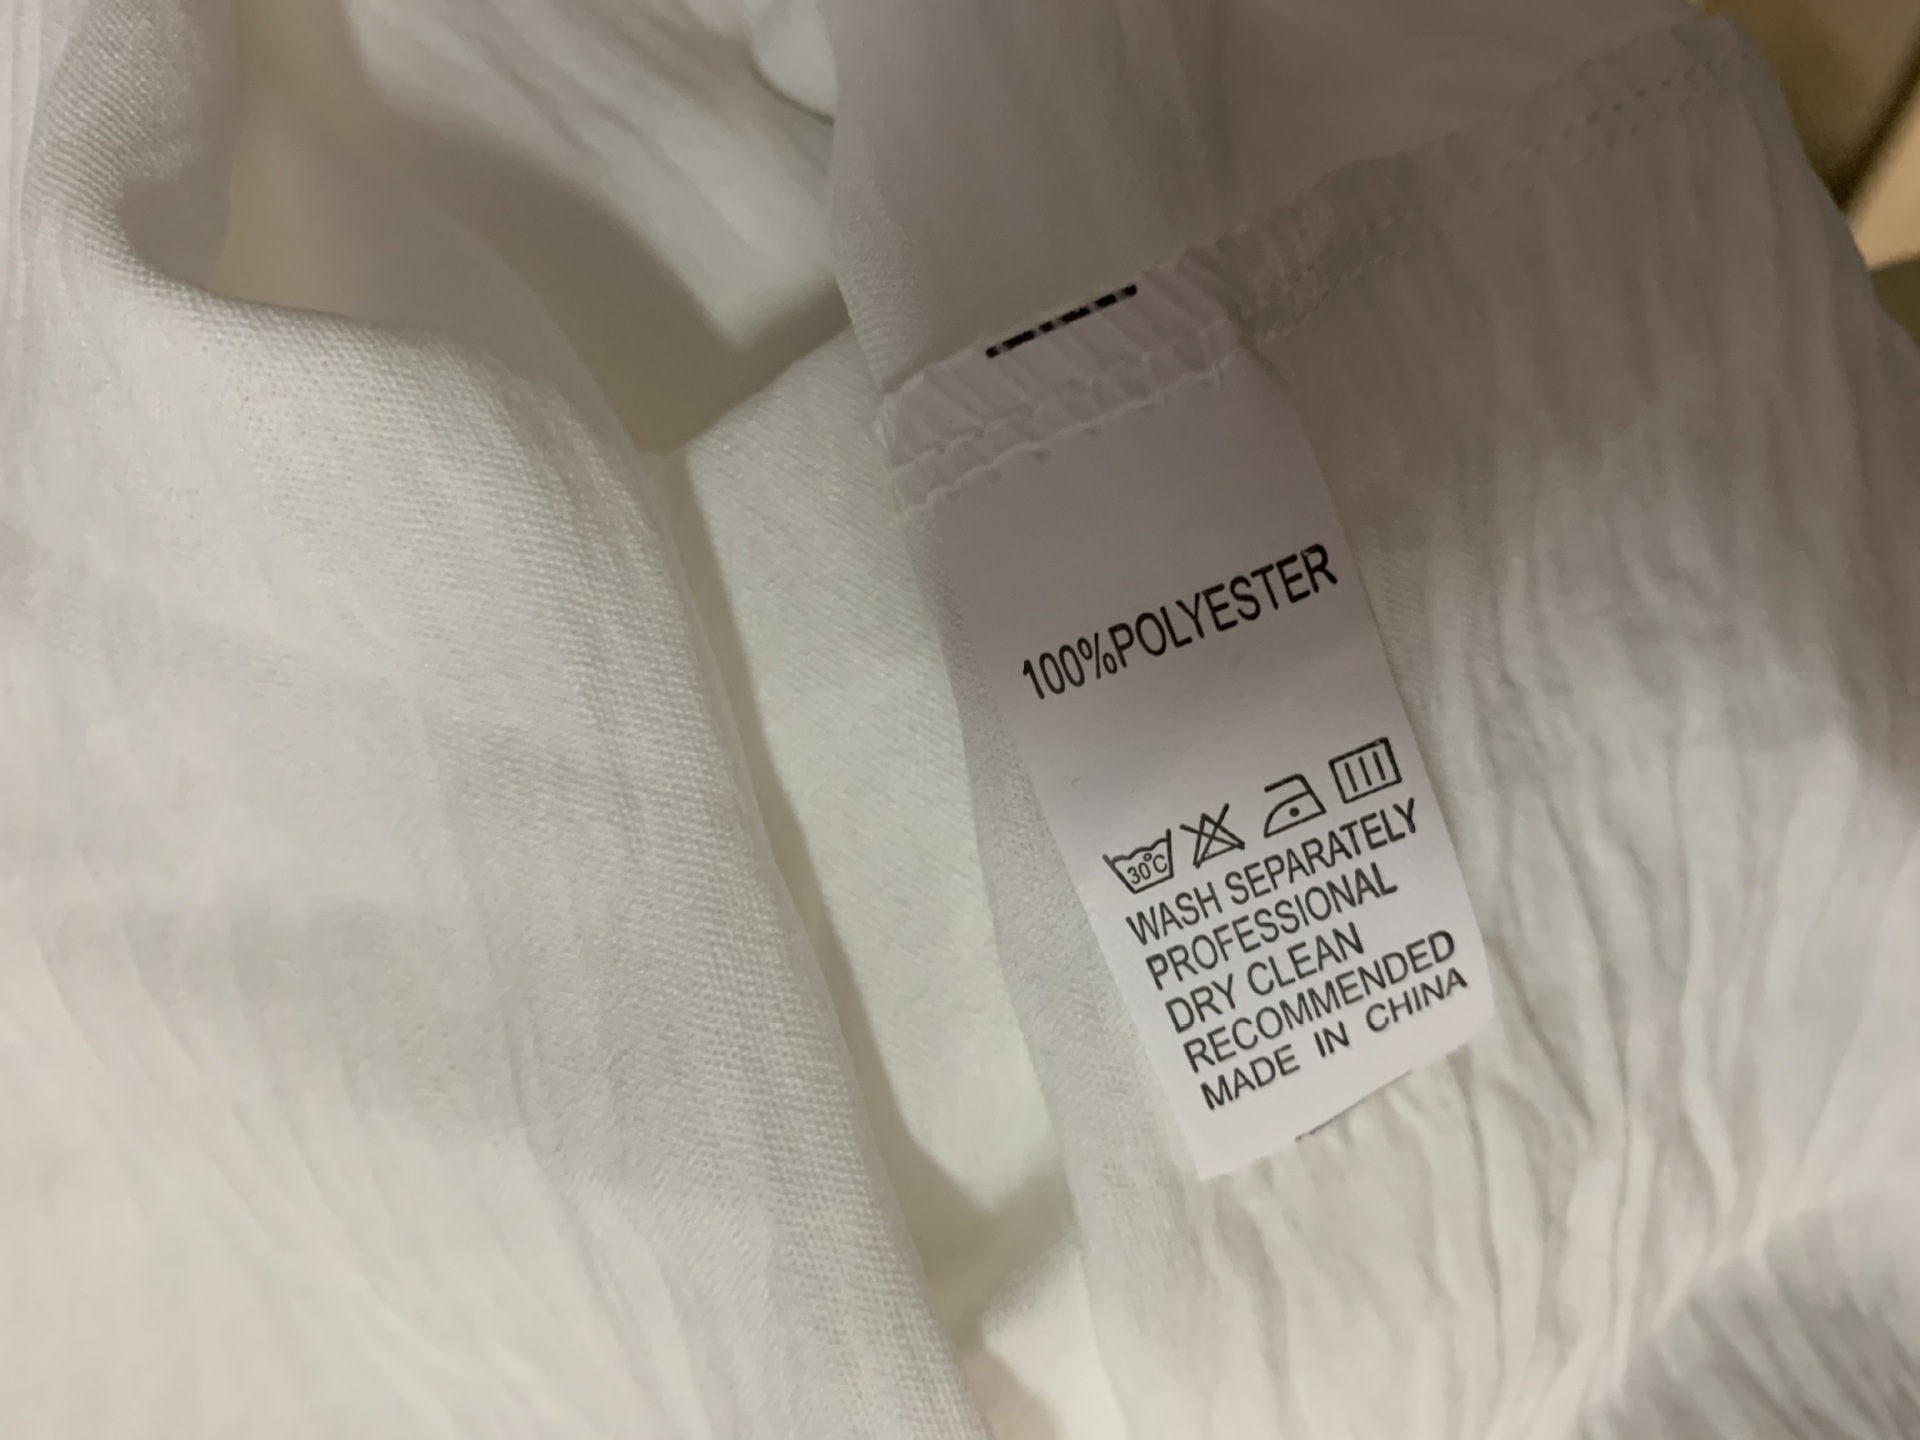 100%POLYESTER
30°C
WASH SEPARATELY
PROFESSIONAL
DRY CLEAN
RECOMMENDED
MADE IN CHINA